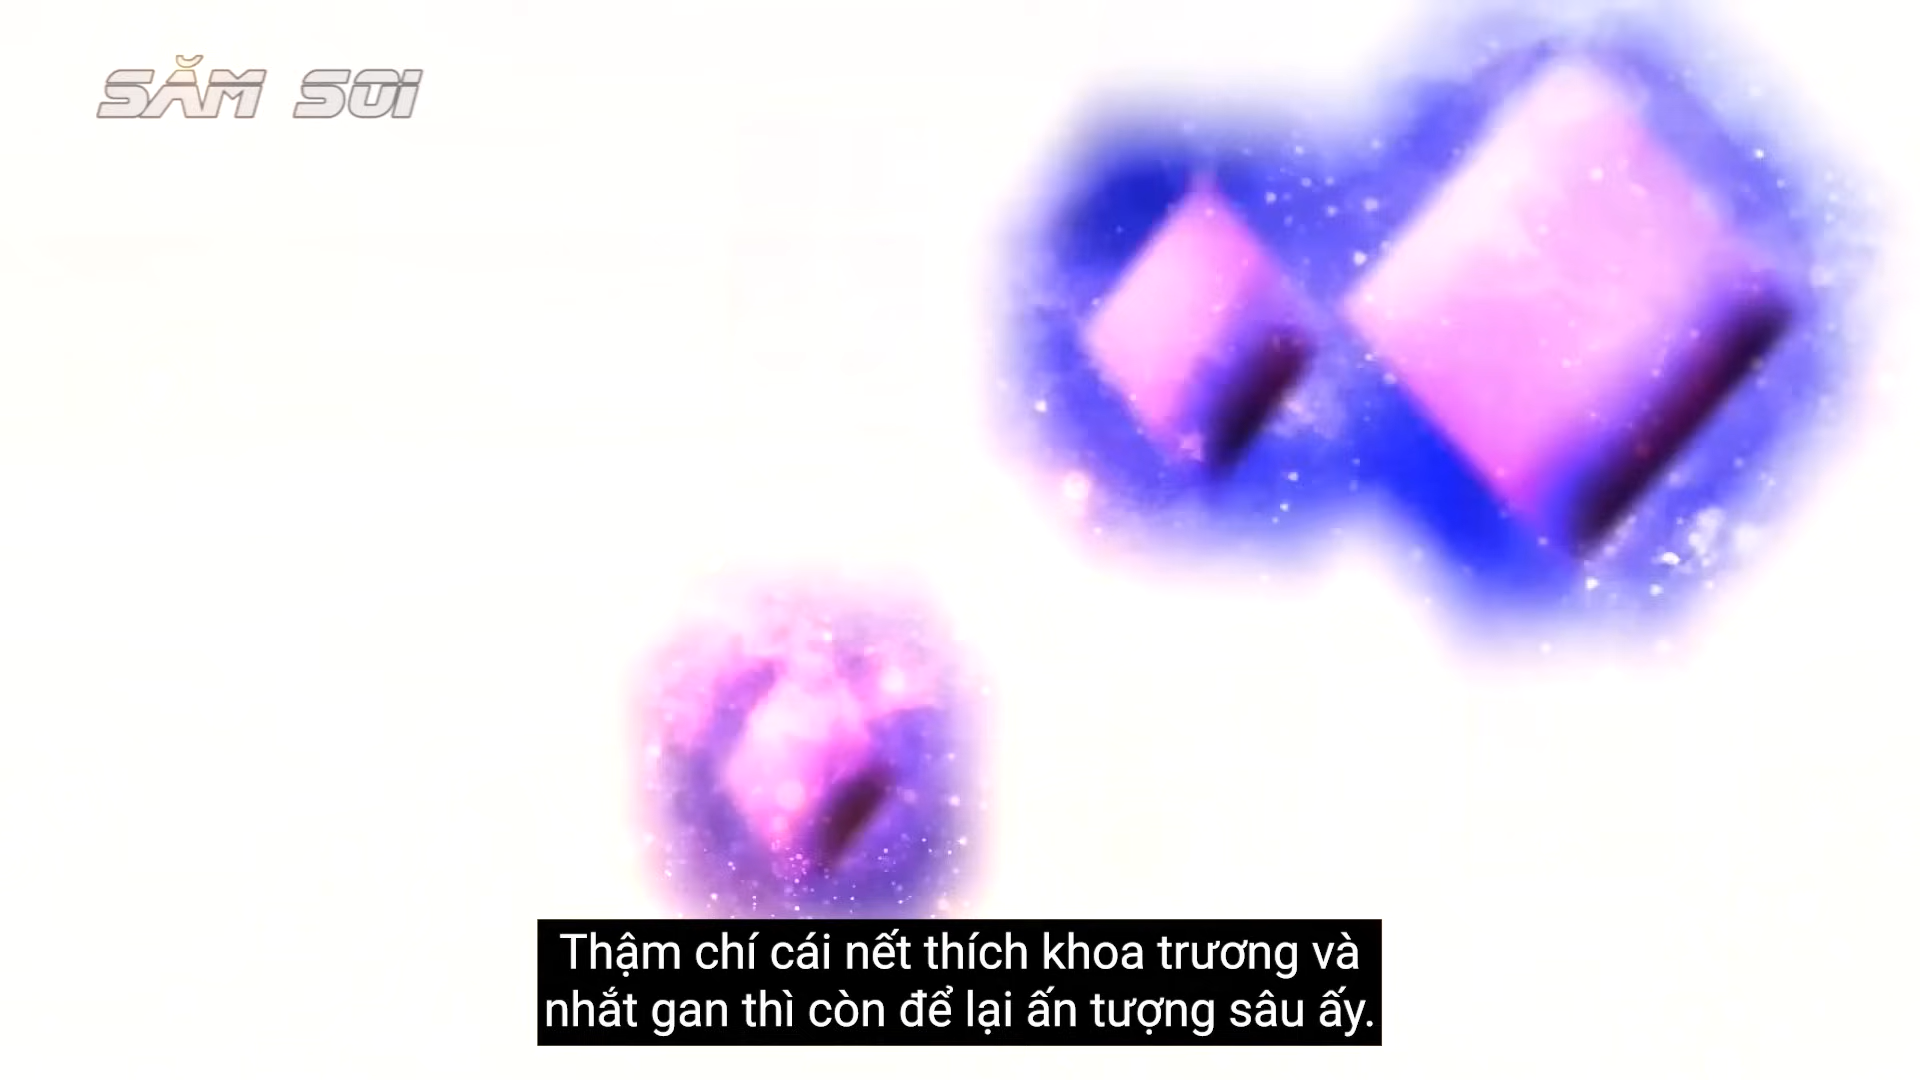 SĂM SOI
Thậm chí cái nết thích khoa trương và
nhắt gan thì còn để lại ấn tượng sâu ấy.